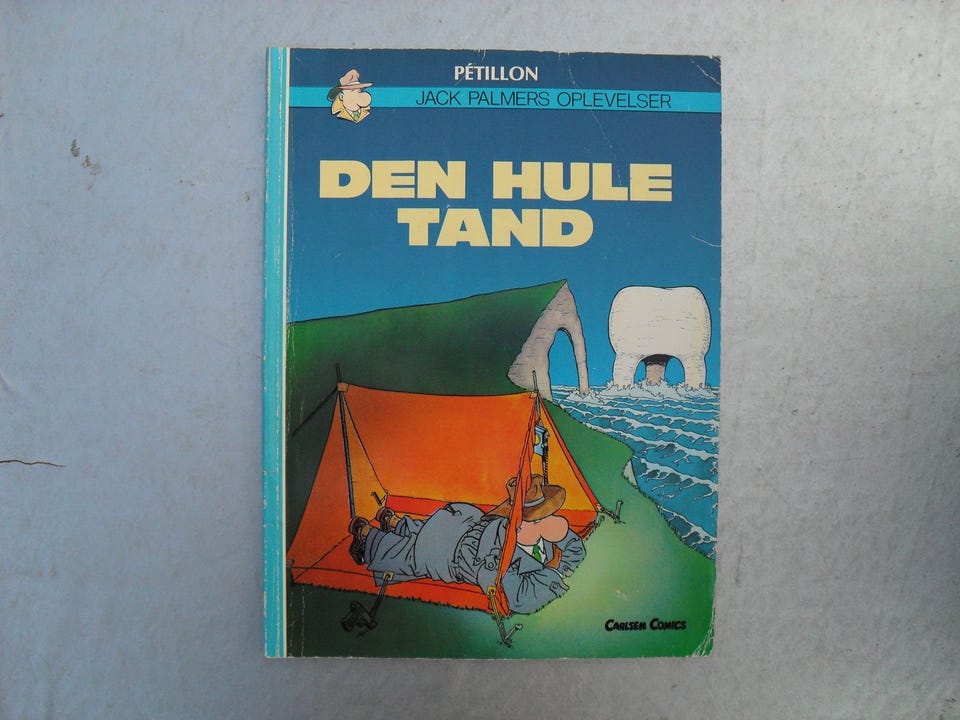 PÉTILLON
JACK PALMERS OPLEVELSER
DEN HULE
TAND
CARLSEN COMICS